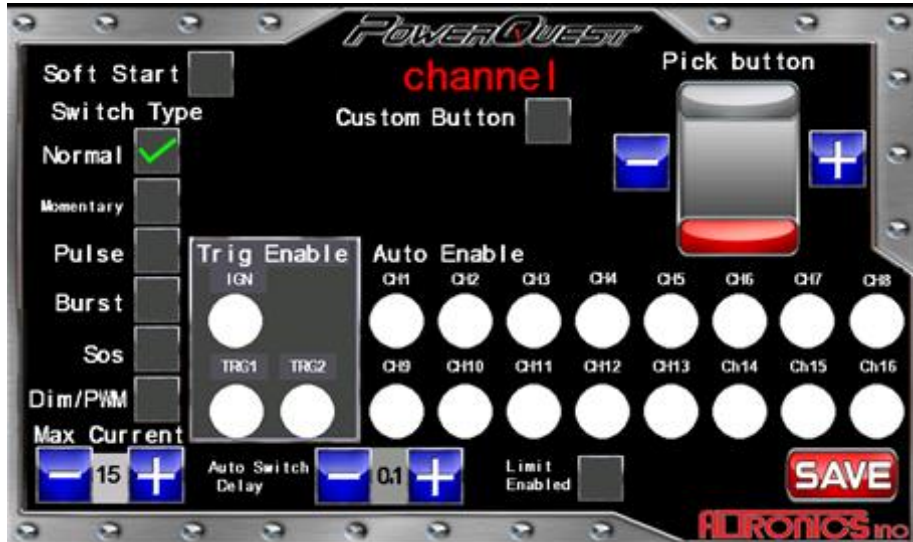 PowerQuest
Soft Start
channel
Pick button
Switch Type
Custom Button
Normal
Momentary
Pulse
Trig Enable
Auto Enable
IGN
CH1 CH2 CH3 CH4 CH5 CH6 CH7 CH8
Burst
Sos
TRG1 TRG2
CH9 CH10 CH11 CH12 CH13 Ch14 Ch15 Ch16
Dim/PWM
Max Current
- 15 +
Auto Switch
Delay
- 0.1 +
Limit
Enabled
SAVE
- +
ALTRONICS INC